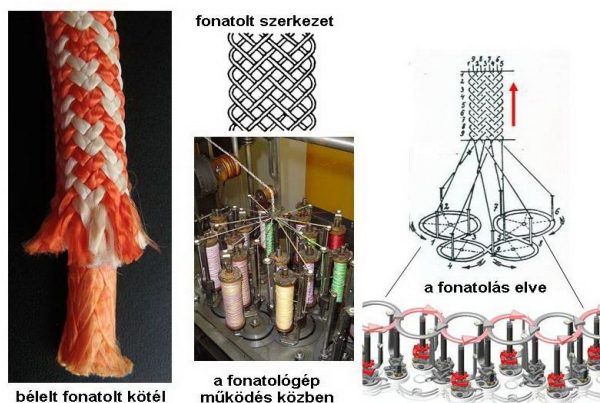 fonatolt szerkezet
a fonatolás elve
bélelt fonatolt kötél
a fonatológép
működés közben